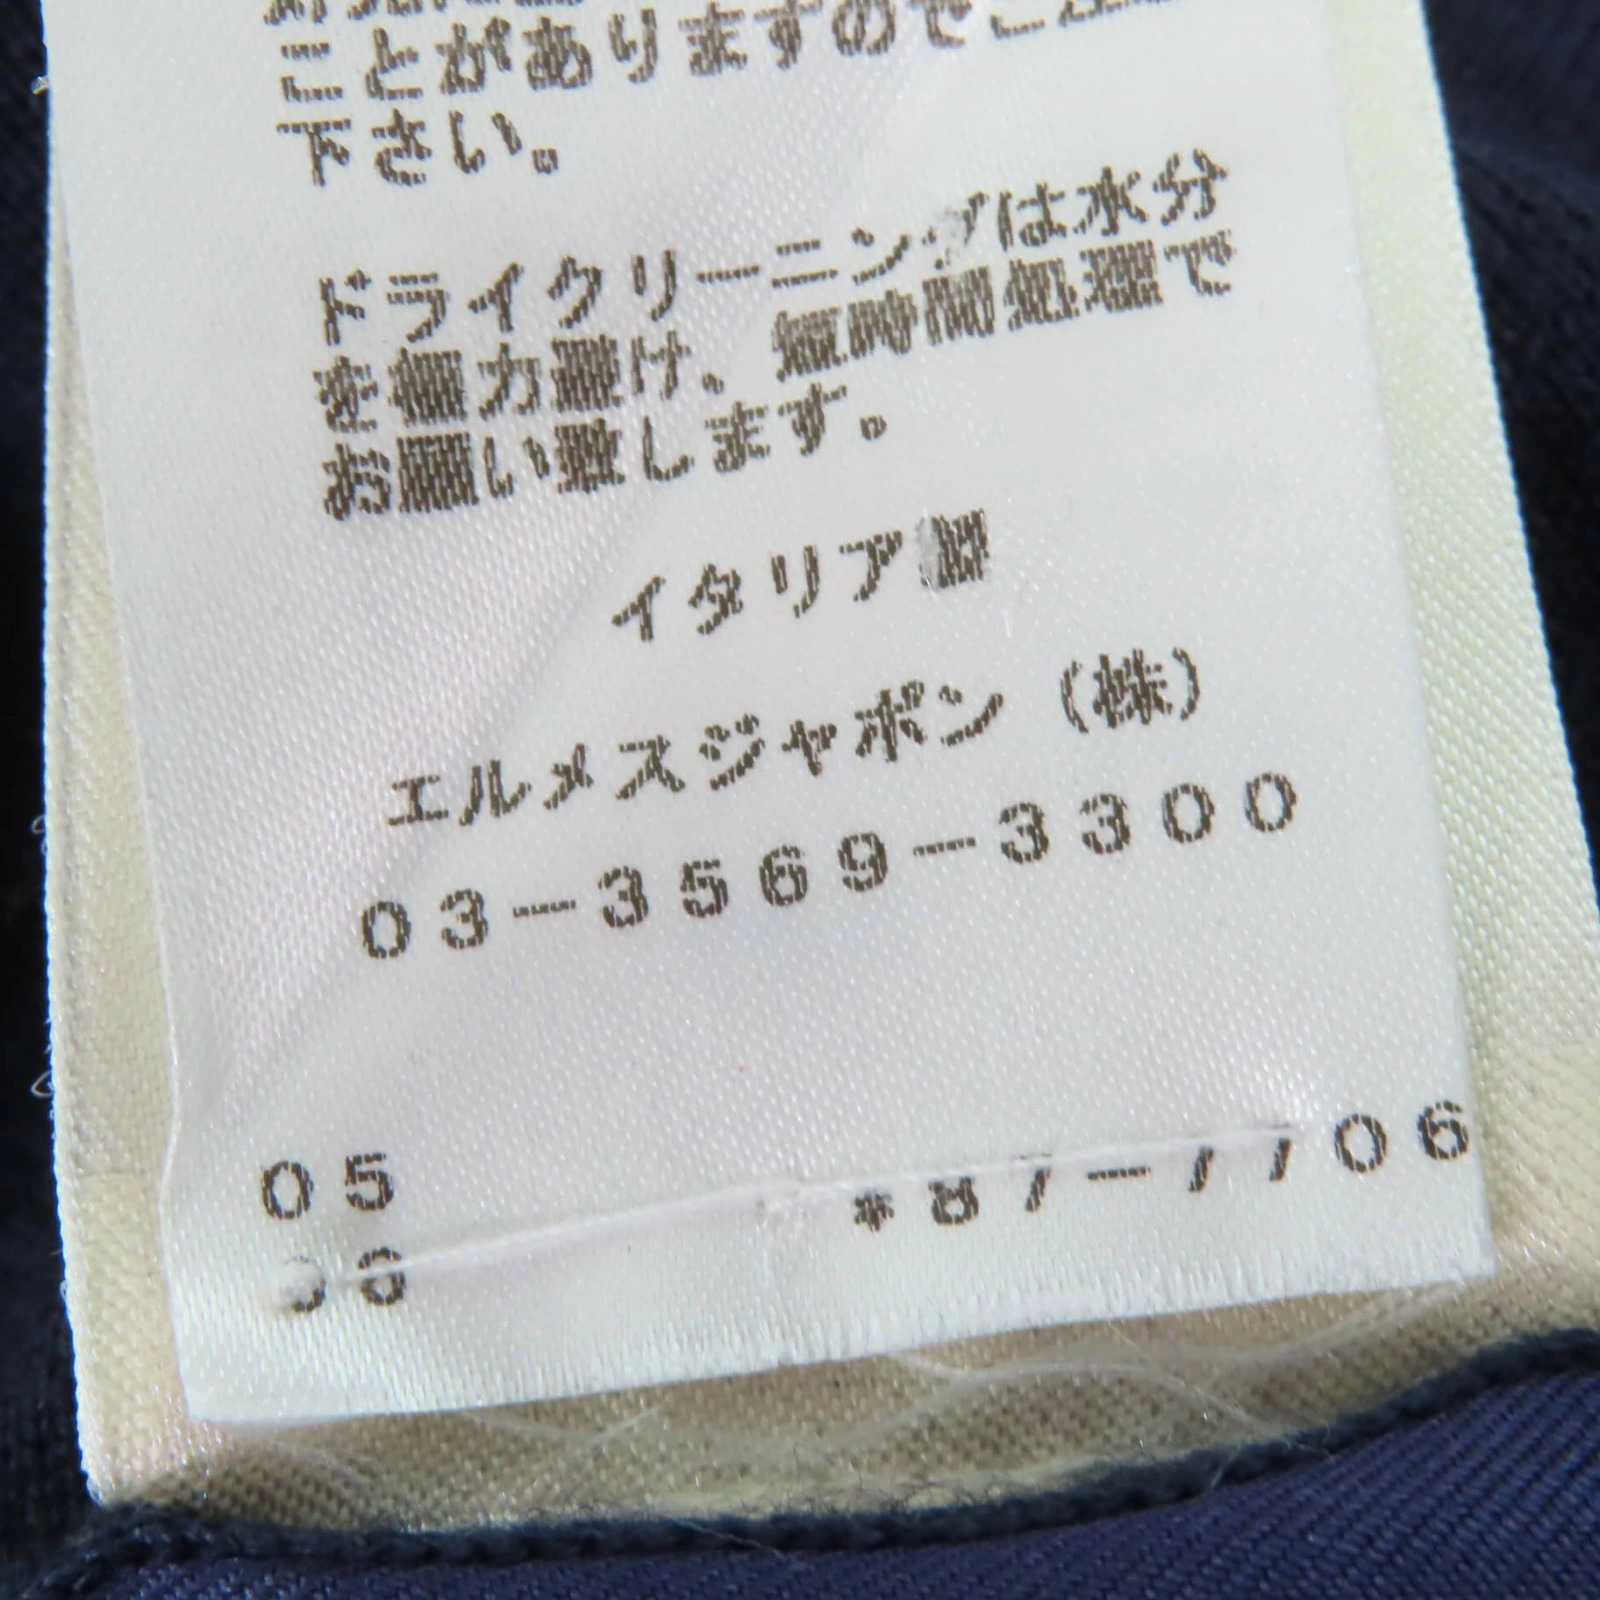 ことがありますのでご
下さい。
ドライクリーニングは水分
を極力避け、短時間処理で
お願い致します。
イタリア製
エルメスジャポン（株）
03-3569-3300
05
06
*87-7706